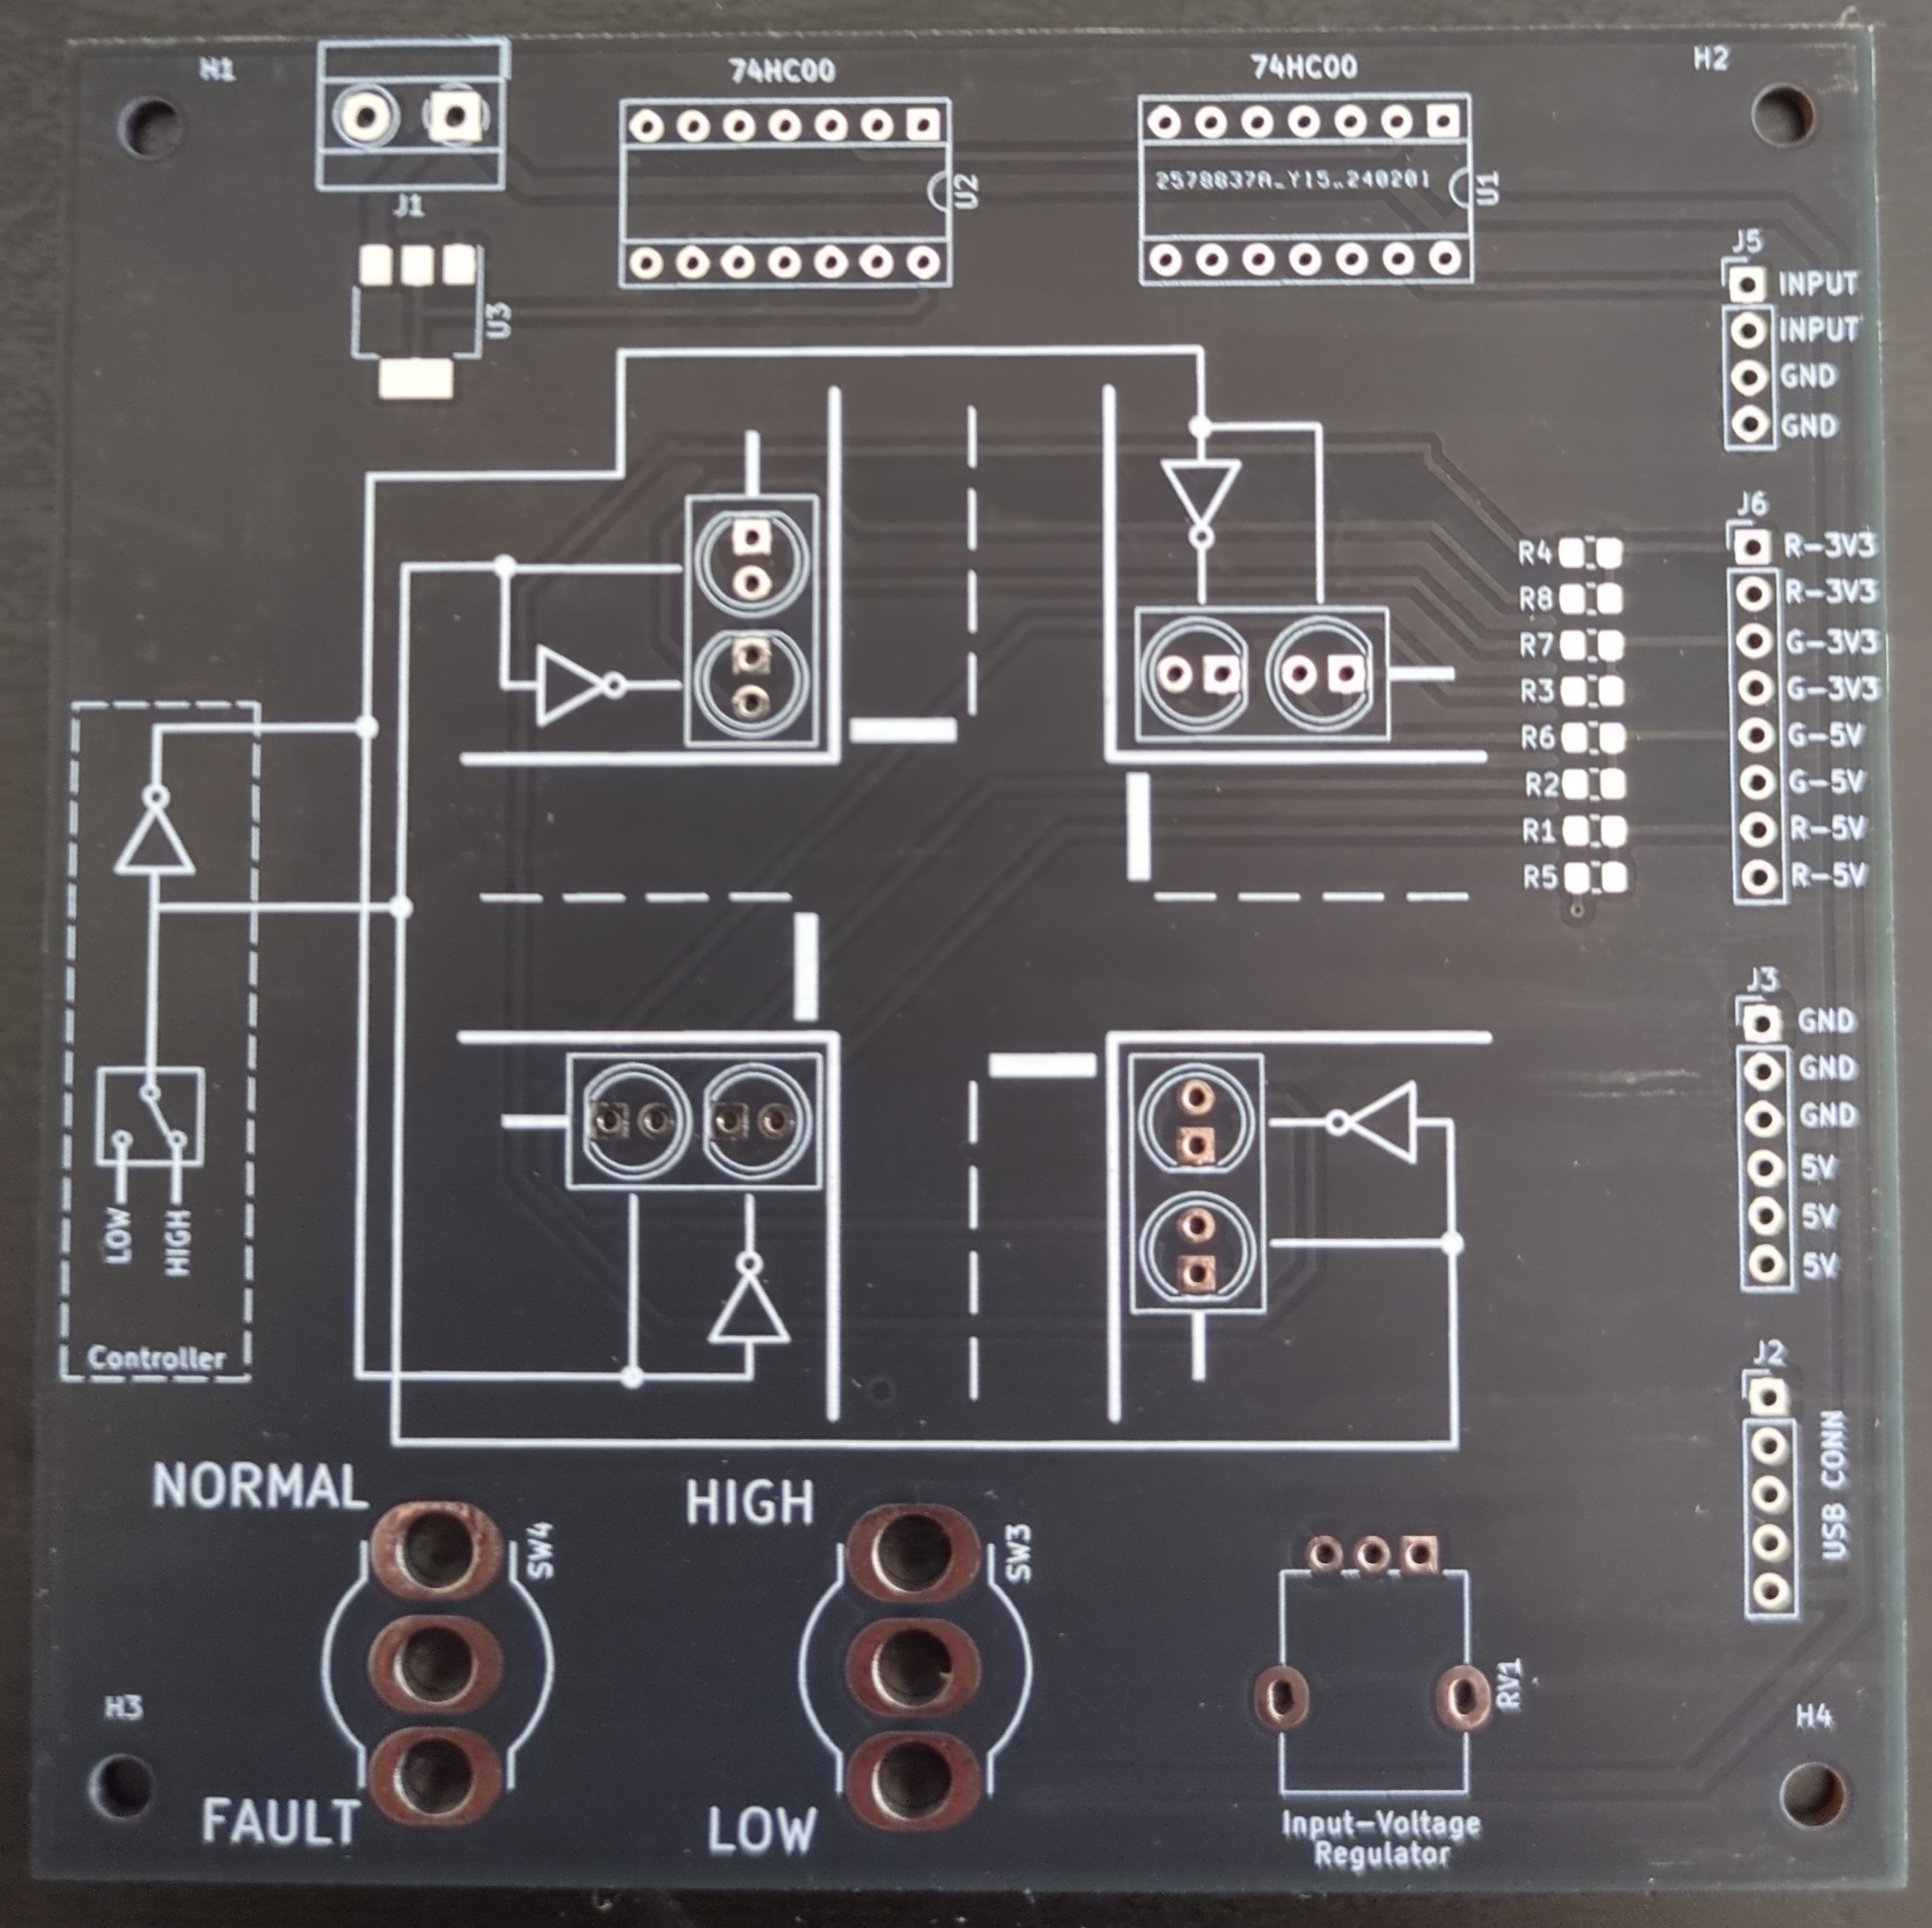 H1
74HC00
74HC00
H2
J1
U2
2578837A_Y15_240201
U1
U3
J5
INPUT
INPUT
GND
GND
J6
R4
R-3V3
R8
R-3V3
R7
G-3V3
R3
G-3V3
R6
G-5V
R2
G-5V
R1
R-5V
R5
R-5V
J3
GND
GND
GND
5V
5V
5V
LOW
HIGH
Controller
J2
USB CONN
NORMAL
HIGH
SW4
SW3
RV1
H3
H4
FAULT
LOW
Input-Voltage
Regulator